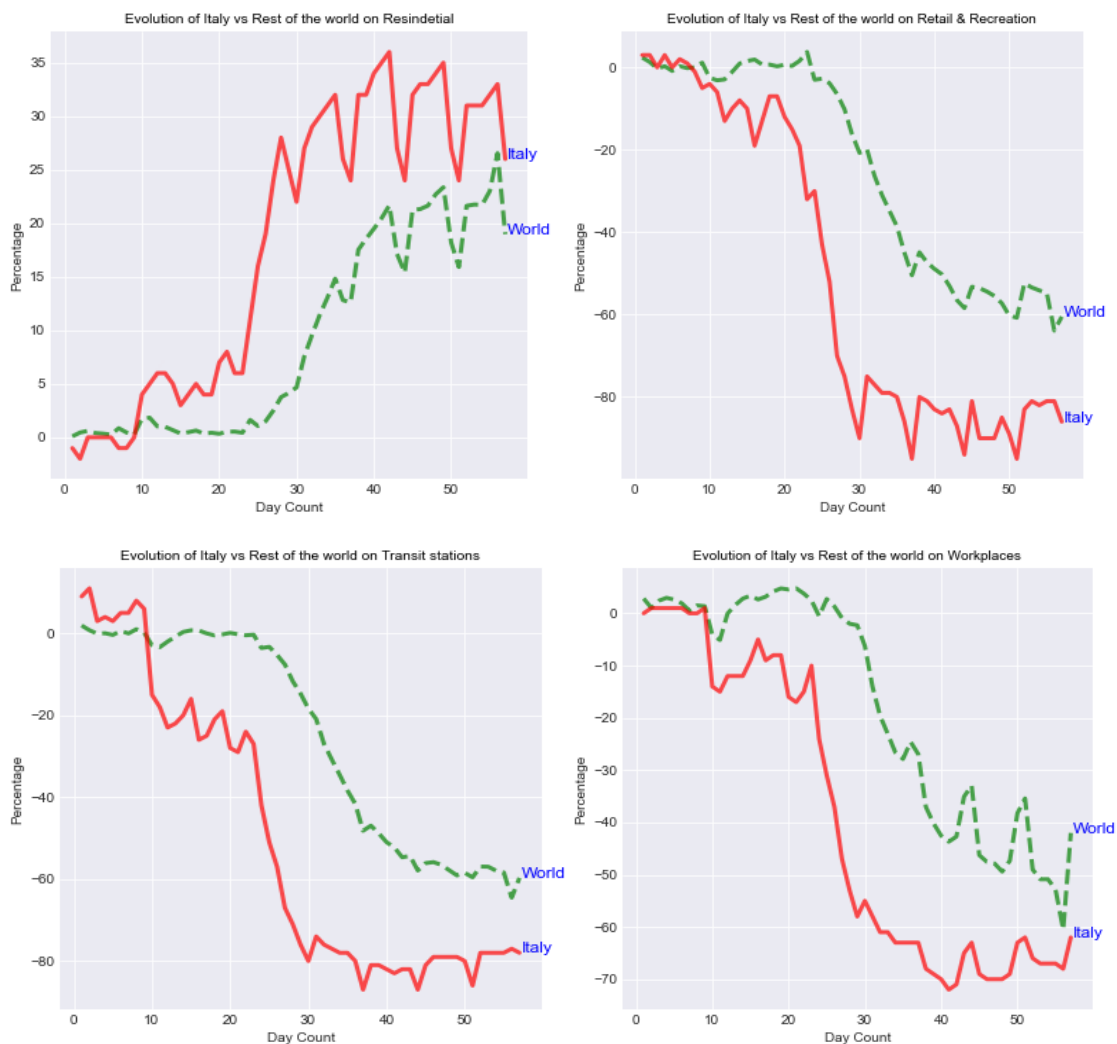 Evolution of Italy vs Rest of the world on Resindetial
Percentage
35
30
25
20
15
10
5
0
Italy
World
0 10 20 30 40 50
Day Count
Evolution of Italy vs Rest of the world on Retail & Recreation
Percentage
0
−20
−40
−60
−80
World
Italy
0 10 20 30 40 50
Day Count
Evolution of Italy vs Rest of the world on Transit stations
Percentage
0
−20
−40
−60
−80
World
Italy
0 10 20 30 40 50
Day Count
Evolution of Italy vs Rest of the world on Workplaces
Percentage
0
−10
−20
−30
−40
−50
−60
−70
World
Italy
0 10 20 30 40 50
Day Count